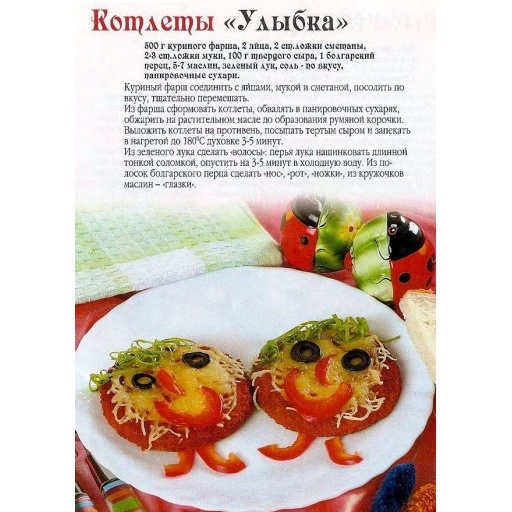 Котлеты «Улыбка»
500 г куриного фарша, 2 яйца, 2 ст.ложки сметаны,
2-3 ст.ложки муки, 100 г твердого сыра, 1 болгарский
перец, 5-7 маслин, зеленый лук, соль - по вкусу,
панировочные сухари.
Куриный фарш соединить с яйцами, мукой и сметаной, посолить по
вкусу, тщательно перемешать.
Из фарша сформовать котлеты, обвалять в панировочных сухарях,
обжарить на растительном масле до образования румяной корочки.
Выложить котлеты на противень, посыпать тертым сыром и запекать
в нагретой до 180°С духовке 3-5 минут.
Из зеленого лука сделать «волосы»: перья лука нашинковать длинной
тонкой соломкой, опустить на 3-5 минут в холодную воду. Из по-
лосок болгарского перца сделать «нос», «рот», «ножки», из кружочков
маслин – «глазки».